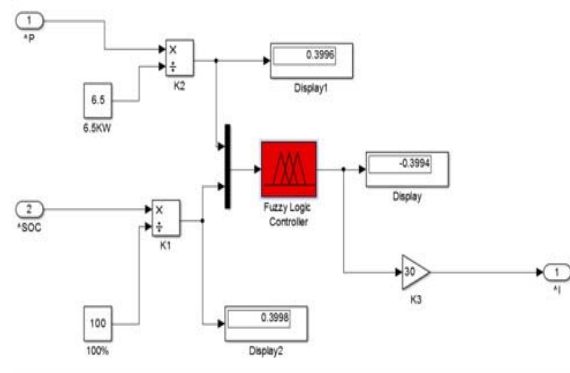 1
^P
×
÷
K2
0.3996
Display1
6.5
6.5KW
-0.3994
Display
Fuzzy Logic
Controller
2
^SOC
×
÷
K1
30
K3
1
^I
100
100%
0.3998
Display2